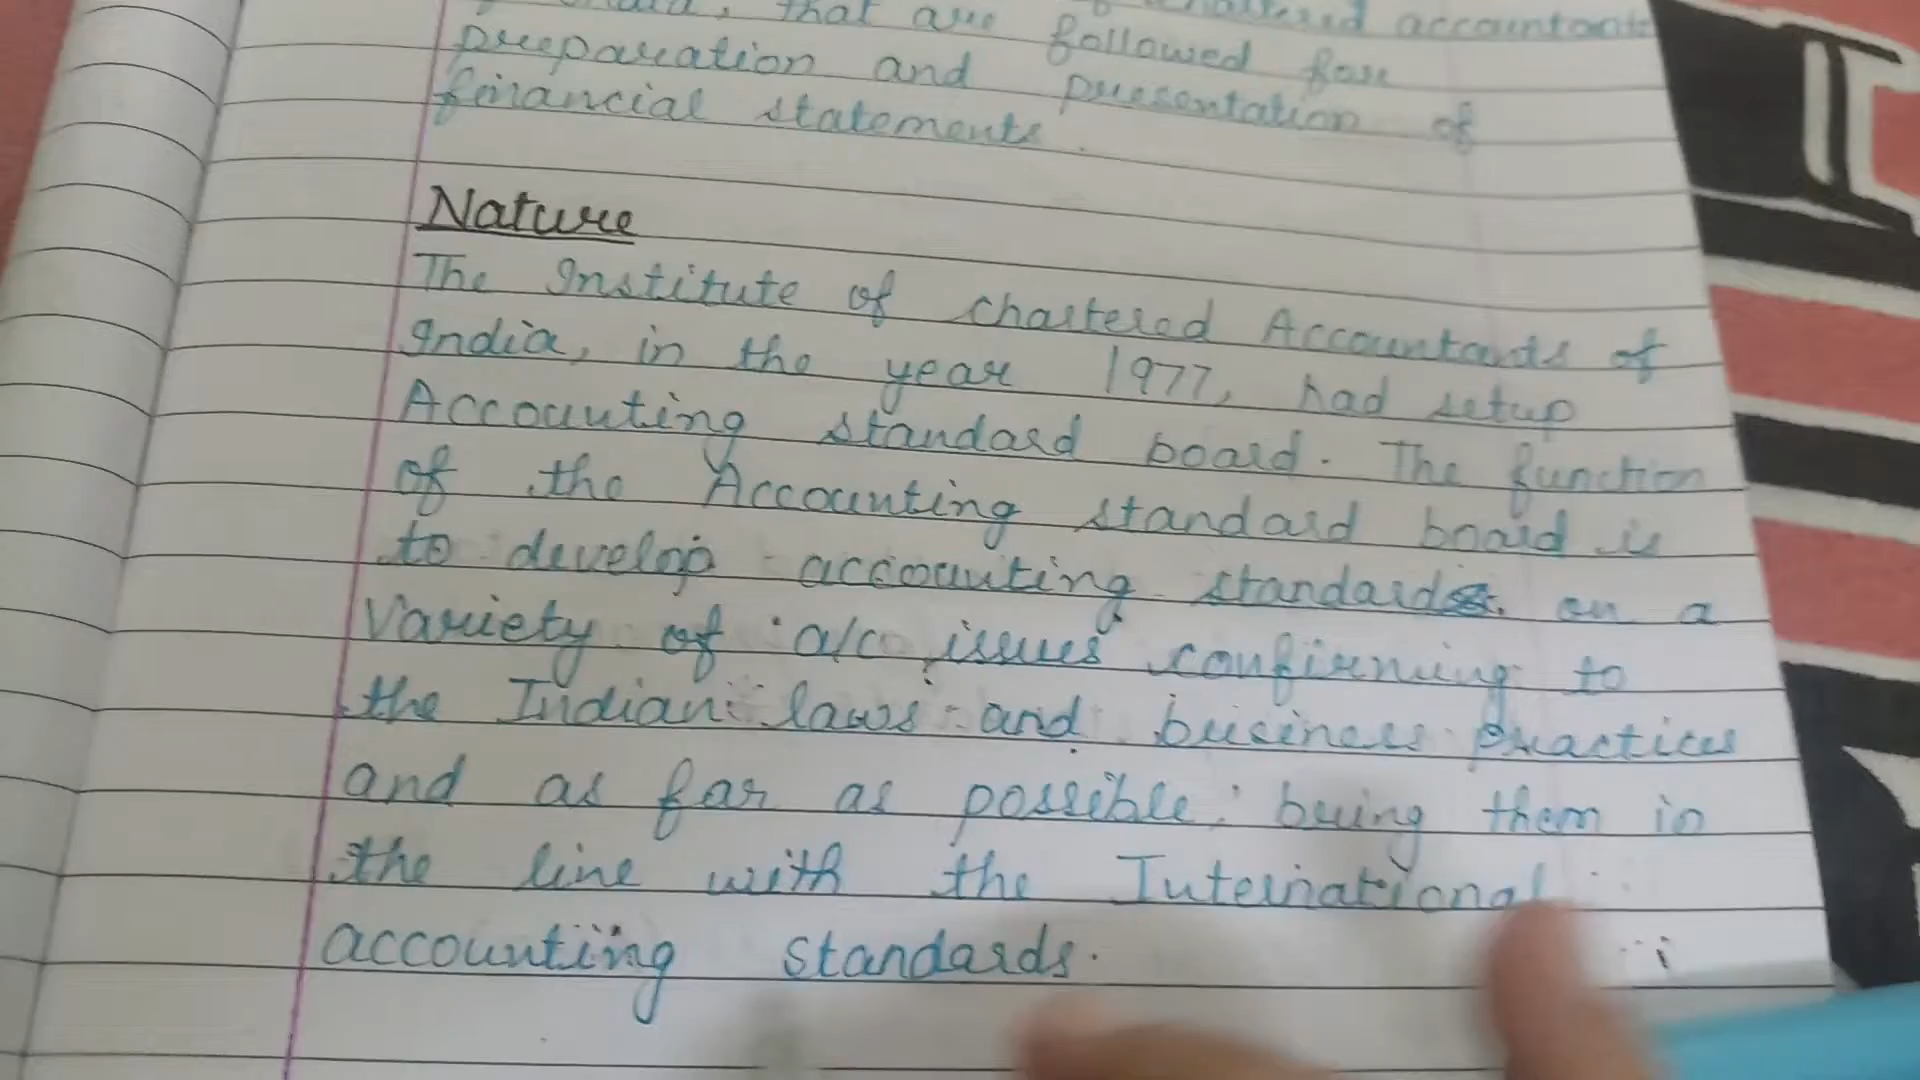 that are followed for
preparation and presentation of
financial statements.
Nature
The Institute of chartered Accountants of
India, in the year 1977, had setup
Accounting standard board. The function
of the Accounting standard board is
to develop accounting standards. on a
Variety of a/c issues confirming to
the Indian laws and business practices
and as far as possible, bring them in
the line with the International
accounting standards.